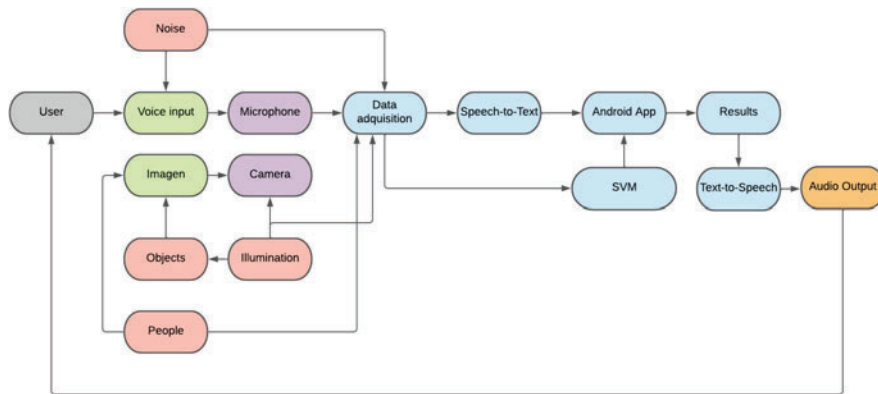 Noise
User
Voice input
Microphone
Data
adquisition
Speech-to-Text
Android App
Results
Imagen
Camera
SVM
Text-to-Speech
Audio Output
Objects
Illumination
People